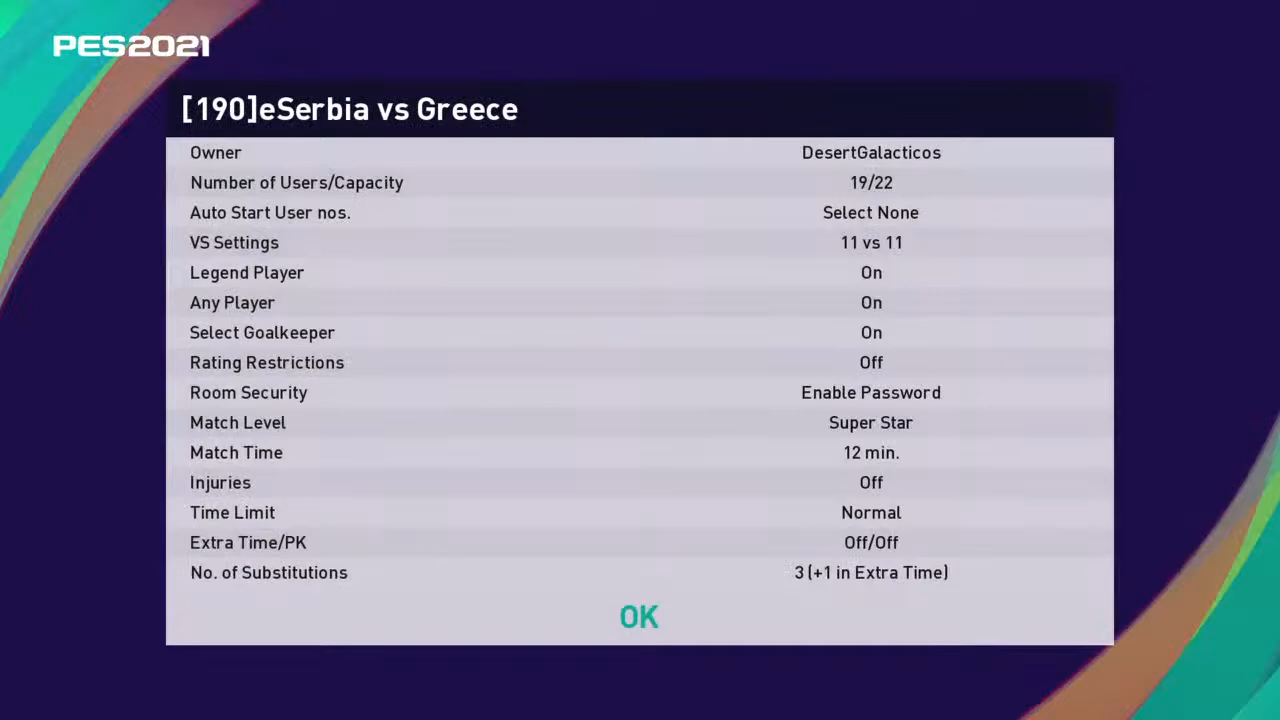 PES2021
[190]eSerbia vs Greece
Owner DesertGalacticos
Number of Users/Capacity 19/22
Auto Start User nos. Select None
VS Settings 11 vs 11
Legend Player On
Any Player On
Select Goalkeeper On
Rating Restrictions Off
Room Security Enable Password
Match Level Super Star
Match Time 12 min.
Injuries Off
Time Limit Normal
Extra Time/PK Off/Off
No. of Substitutions 3 (+1 in Extra Time)
OK